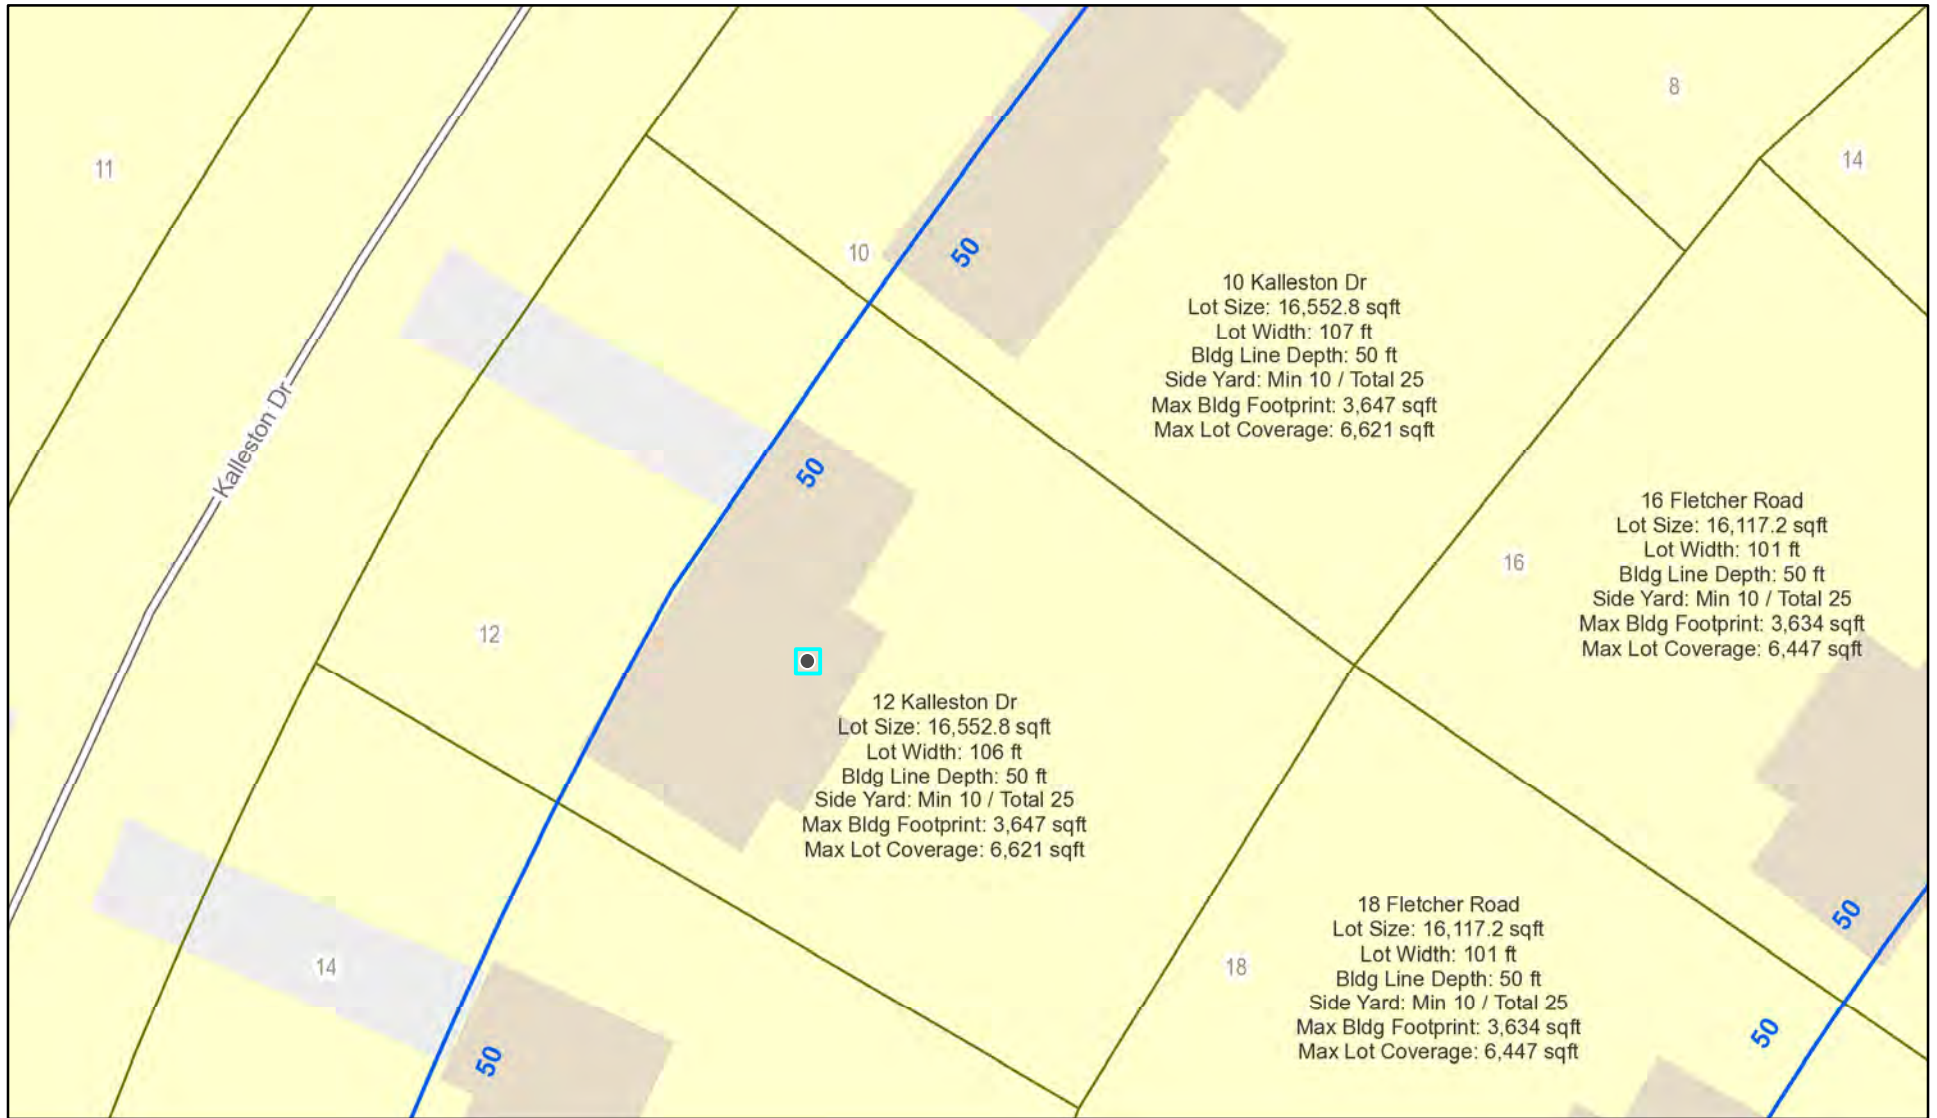 8
14
11
10
50
10 Kalleston Dr
Lot Size: 16,552.8 sqft
Lot Width: 107 ft
Bldg Line Depth: 50 ft
Side Yard: Min 10 / Total 25
Max Bldg Footprint: 3,647 sqft
Max Lot Coverage: 6,621 sqft
Kalleston Dr
50
16 Fletcher Road
Lot Size: 16,117.2 sqft
Lot Width: 101 ft
Bldg Line Depth: 50 ft
Side Yard: Min 10 / Total 25
Max Bldg Footprint: 3,634 sqft
Max Lot Coverage: 6,447 sqft
16
12
12 Kalleston Dr
Lot Size: 16,552.8 sqft
Lot Width: 106 ft
Bldg Line Depth: 50 ft
Side Yard: Min 10 / Total 25
Max Bldg Footprint: 3,647 sqft
Max Lot Coverage: 6,621 sqft
18 Fletcher Road
Lot Size: 16,117.2 sqft
Lot Width: 101 ft
Bldg Line Depth: 50 ft
Side Yard: Min 10 / Total 25
Max Bldg Footprint: 3,634 sqft
Max Lot Coverage: 6,447 sqft
50
18
14
50
50